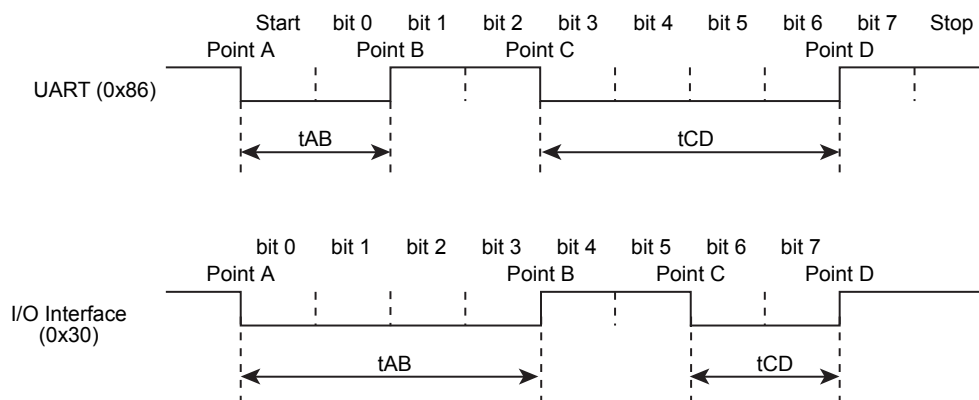 Start bit 0 bit 1 bit 2 bit 3 bit 4 bit 5 bit 6 bit 7 Stop
Point A Point B Point C Point D
UART (0x86)
tAB tCD
bit 0 bit 1 bit 2 bit 3 bit 4 bit 5 bit 6 bit 7
Point A Point B Point C Point D
I/O Interface
(0x30)
tAB tCD